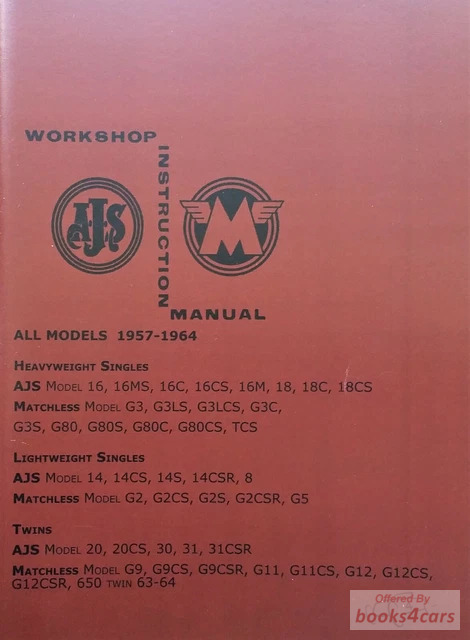 WORKSHOP
INSTRUCTION
AJS
M
MANUAL
ALL MODELS 1957-1964
HEAVYWEIGHT SINGLES
AJS MODEL 16, 16MS, 16C, 16CS, 16M, 18, 18C, 18CS
MATCHLESS MODEL G3, G3LS, G3LCS, G3C,
G3S, G80, G80S, G80C, G80CS, TCS
LIGHTWEIGHT SINGLES
AJS MODEL 14, 14CS, 14S, 14CSR, 8
MATCHLESS MODEL G2, G2CS, G2S, G2CSR, G5
TWINS
AJS MODEL 20, 20CS, 30, 31, 31CSR
MATCHLESS MODEL G9, G9CS, G9CSR, G11, G11CS, G12, G12CS,
G12CSR, 650 TWIN 63-64
Offered By
books4cars